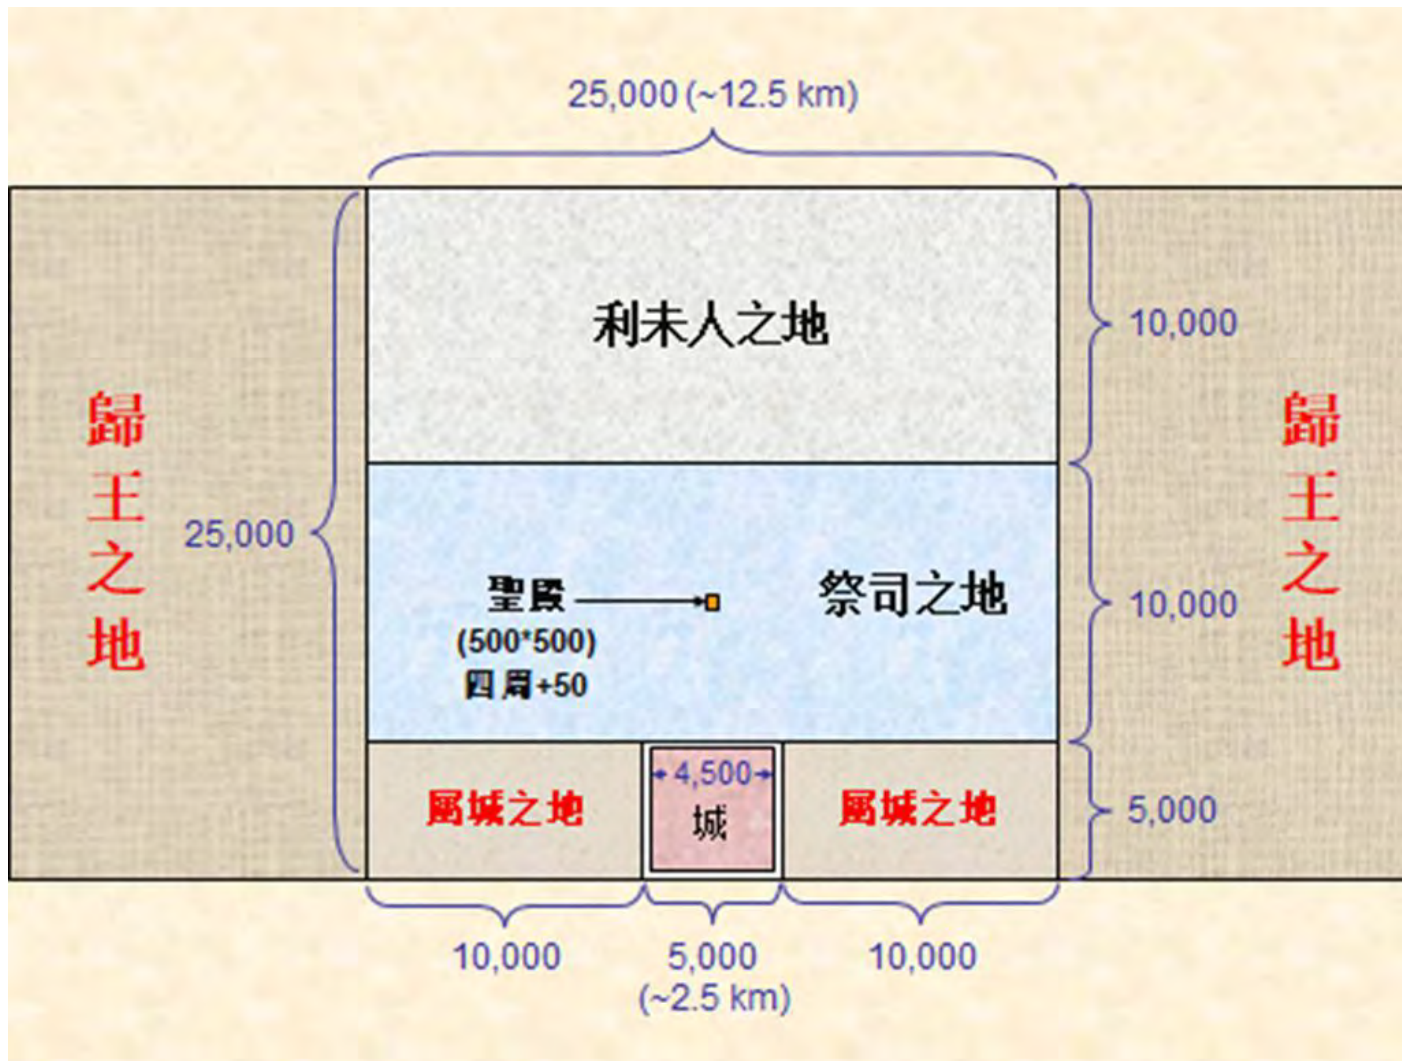 25,000 (~12.5 km)
利未人之地
10,000
歸王之地
25,000
歸王之地
聖殿
(500*500)
四周+50
祭司之地
10,000
4,500
屬城之地
城
屬城之地
5,000
10,000
5,000
(~2.5 km)
10,000